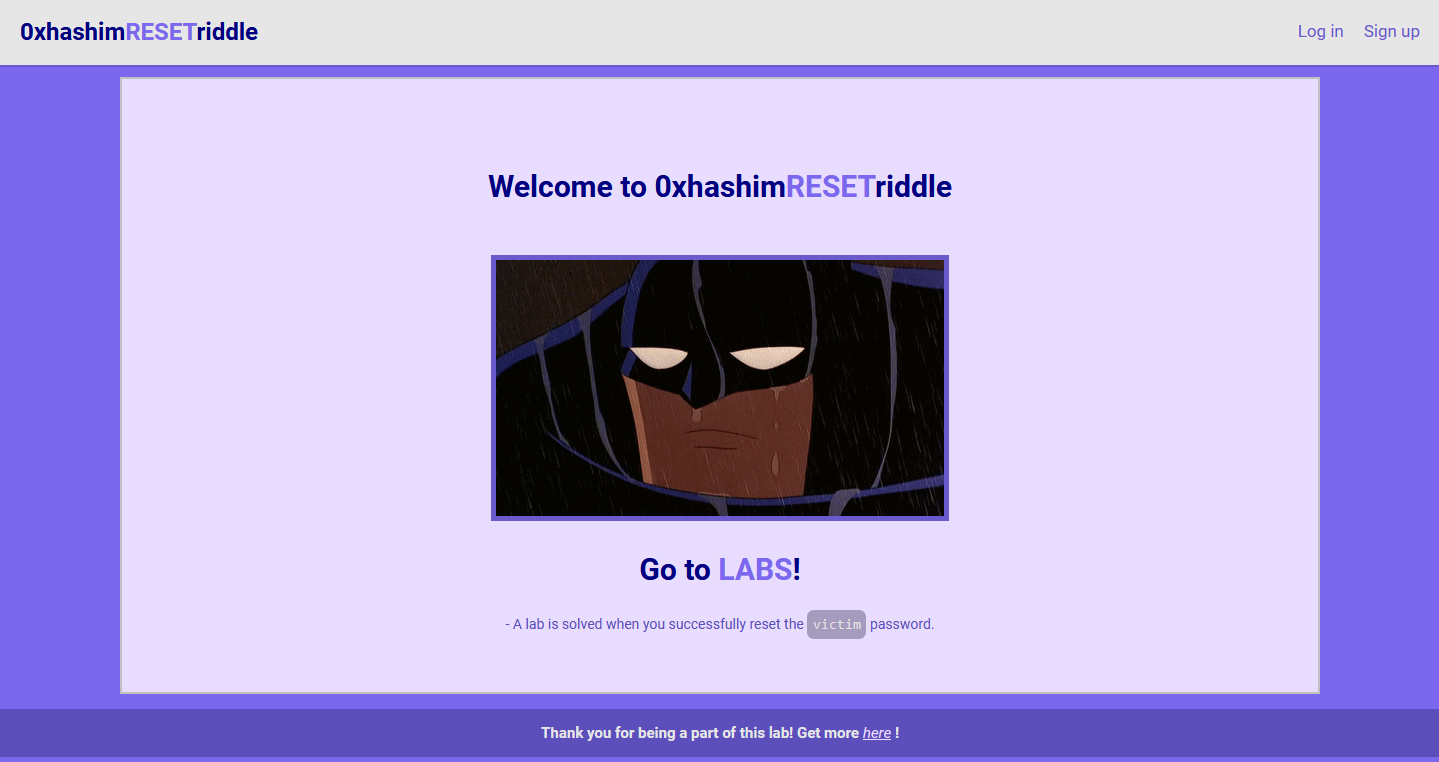 0xhashimRESETriddle
Log in Sign up
Welcome to 0xhashimRESETriddle
Go to LABS!
- A lab is solved when you successfully reset the victim password.
Thank you for being a part of this lab! Get more here !